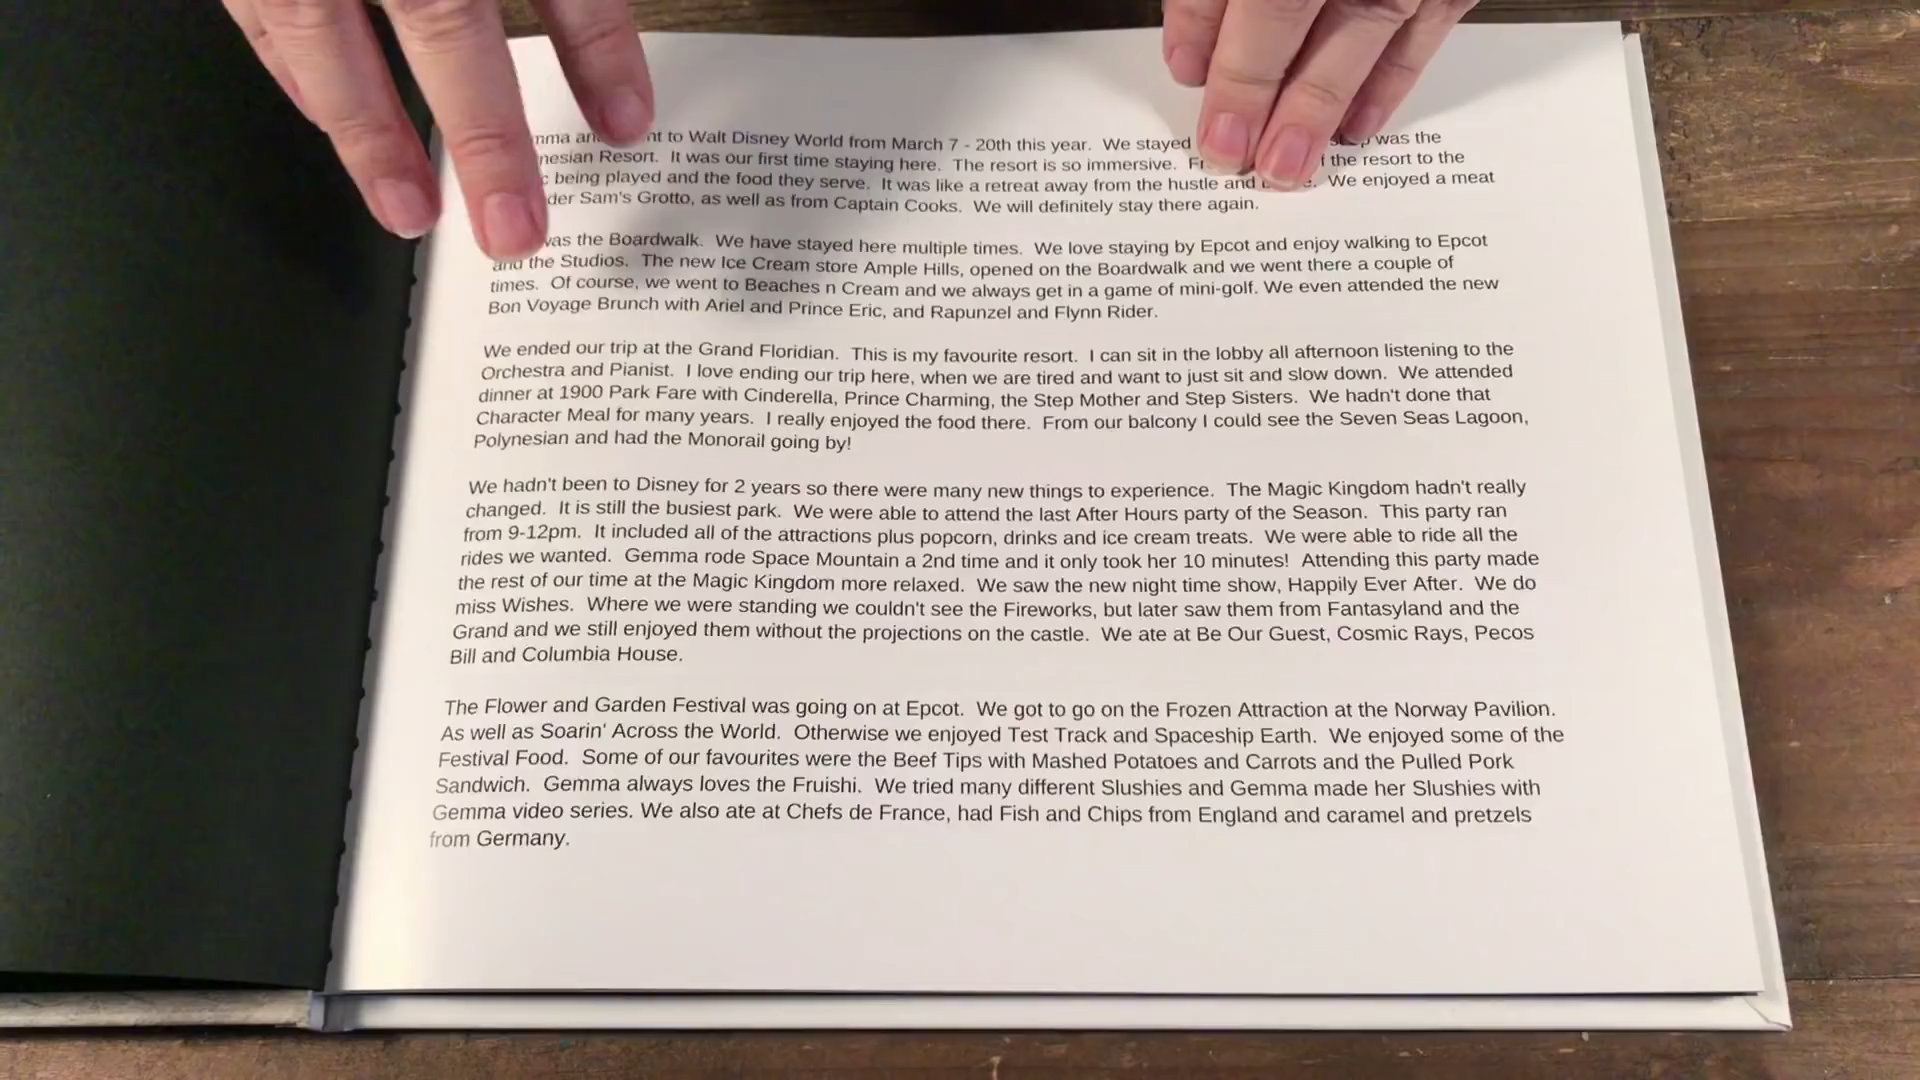 to Walt Disney World from March 7 - 20th this year. We stayed was the
Resort. It was our first time staying here. The resort is so immersive. the resort to the
being played and the food they serve. It was like a retreat away from the hustle and We enjoyed a meat
Sam's Grotto, as well as from Captain Cooks. We will definitely stay there again.
was the Boardwalk. We have stayed here multiple times. We love staying by Epcot and enjoy walking to Epcot
and the Studios. The new Ice Cream store Ample Hills, opened on the Boardwalk and we went there a couple of
times. Of course, we went to Beaches n Cream and we always get in a game of mini-golf. We even attended the new
Bon Voyage Brunch with Ariel and Prince Eric, and Rapunzel and Flynn Rider.
We ended our trip at the Grand Floridian. This is my favourite resort. I can sit in the lobby all afternoon listening to the
Orchestra and Pianist. I love ending our trip here, when we are tired and want to just sit and slow down. We attended
dinner at 1900 Park Fare with Cinderella, Prince Charming, the Step Mother and Step Sisters. We hadn't done that
Character Meal for many years. I really enjoyed the food there. From our balcony I could see the Seven Seas Lagoon,
Polynesian and had the Monorail going by!
We hadn't been to Disney for 2 years so there were many new things to experience. The Magic Kingdom hadn't really
changed. It is still the busiest park. We were able to attend the last After Hours party of the Season. This party ran
from 9-12pm. It included all of the attractions plus popcorn, drinks and ice cream treats. We were able to ride all the
rides we wanted. Gemma rode Space Mountain a 2nd time and it only took her 10 minutes! Attending this party made
the rest of our time at the Magic Kingdom more relaxed. We saw the new night time show, Happily Ever After. We do
miss Wishes. Where we were standing we couldn't see the Fireworks, but later saw them from Fantasyland and the
Grand and we still enjoyed them without the projections on the castle. We ate at Be Our Guest, Cosmic Rays, Pecos
Bill and Columbia House.
The Flower and Garden Festival was going on at Epcot. We got to go on the Frozen Attraction at the Norway Pavilion.
As well as Soarin' Across the World. Otherwise we enjoyed Test Track and Spaceship Earth. We enjoyed some of the
Festival Food. Some of our favourites were the Beef Tips with Mashed Potatoes and Carrots and the Pulled Pork
Sandwich. Gemma always loves the Fruishi. We tried many different Slushies and Gemma made her Slushies with
Gemma video series. We also ate at Chefs de France, had Fish and Chips from England and caramel and pretzels
from Germany.